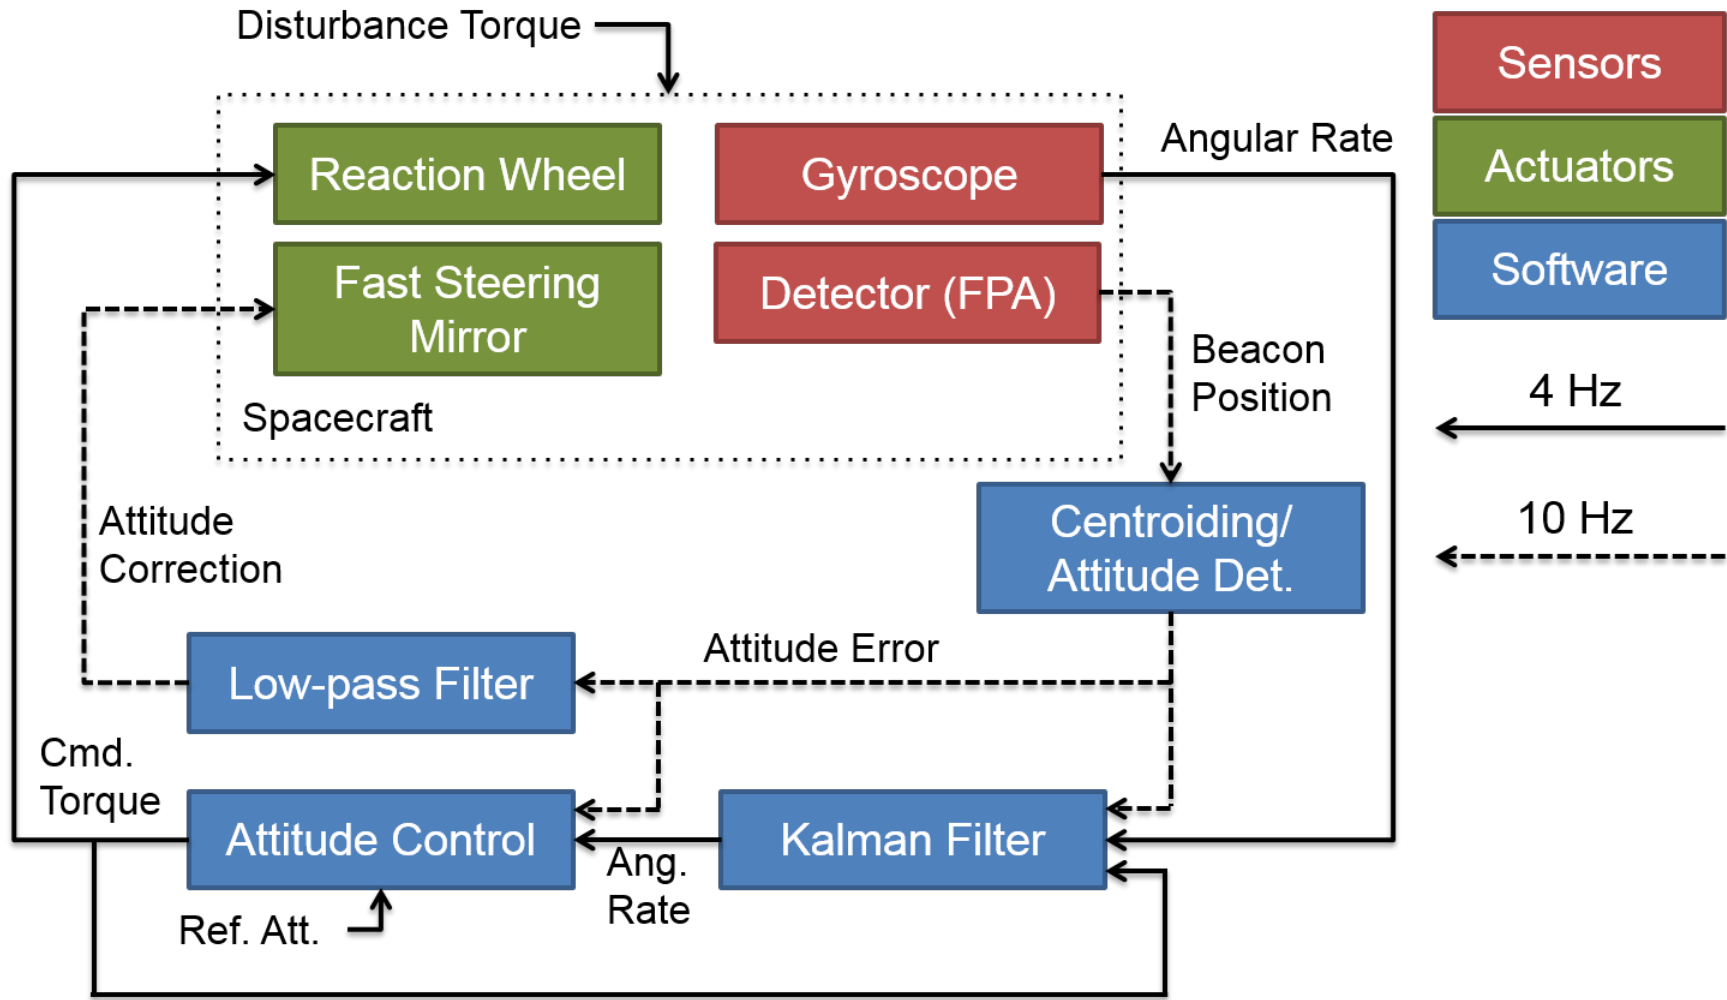 Disturbance Torque
Sensors
Actuators
Software
4 Hz
10 Hz
Reaction Wheel
Gyroscope
Angular Rate
Fast Steering
Mirror
Detector (FPA)
Spacecraft
Beacon
Position
Attitude
Correction
Centroiding/
Attitude Det.
Attitude Error
Low-pass Filter
Cmd.
Torque
Attitude Control
Ang.
Rate
Kalman Filter
Ref. Att.